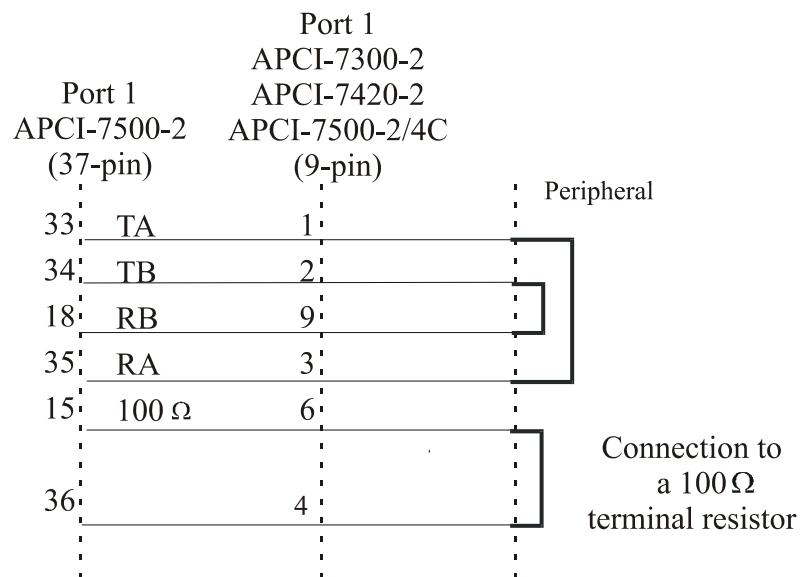 Port 1
APCI-7300-2
APCI-7420-2
APCI-7500-2/4C
(9-pin)
Port 1
APCI-7500-2
(37-pin)
Peripheral
33 TA 1
34 TB 2
18 RB 9
35 RA 3
15 100 Ω 6
36 4
Connection to
a 100 Ω
terminal resistor